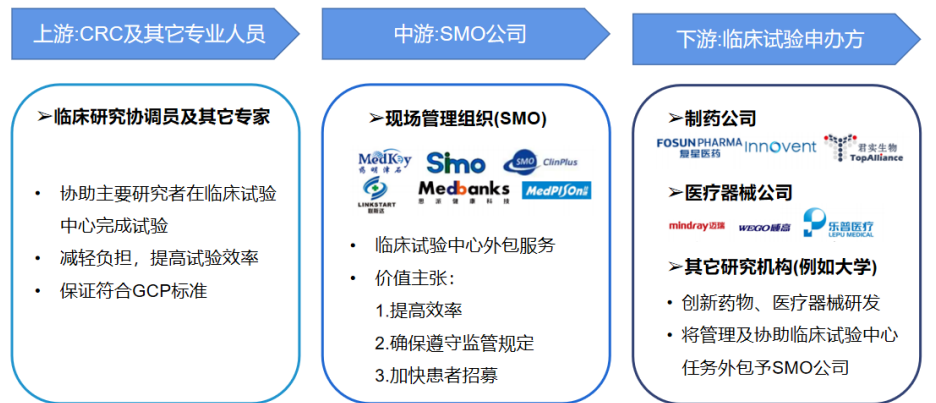 上游:CRC及其它专业人员
中游:SMO公司
下游:临床试验申办方
➢临床研究协调员及其它专家
• 协助主要研究者在临床试验
中心完成试验
• 减轻负担，提高试验效率
• 保证符合GCP标准
➢现场管理组织(SMO)
MedKey
SMO ClinPlus
LINKSTART
Medbanks
思派健康科技
• 临床试验中心外包服务
• 价值主张：
1.提高效率
2.确保遵守监管规定
3.加快患者招募
➢制药公司
FOSUN PHARMA
复星医药
Innovent
君实生物
TopAlliance
➢医疗器械公司
mindray迈瑞
WEGO威高
乐普医疗
LEPU MEDICAL
➢其它研究机构(例如大学)
• 创新药物、医疗器械研发
• 将管理及协助临床试验中心
任务外包予SMO公司